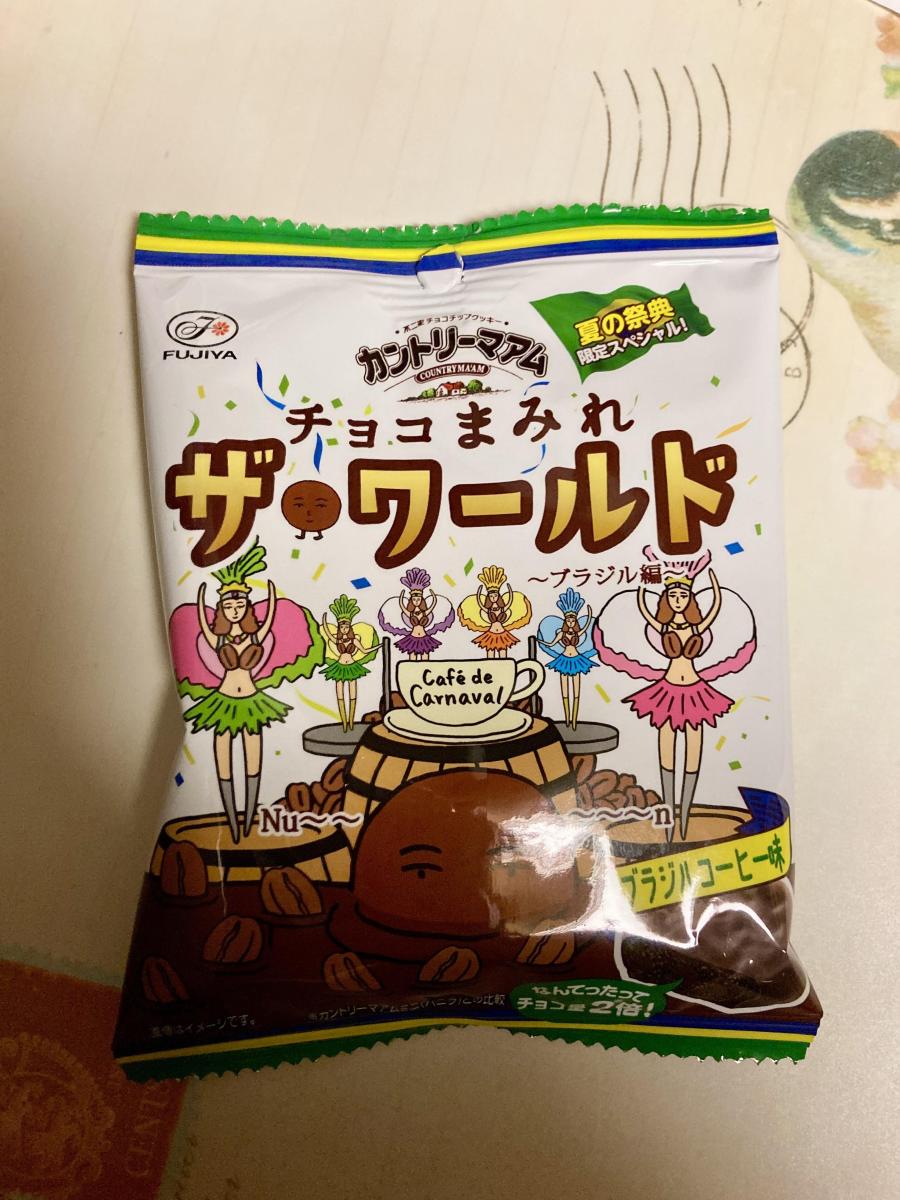 FUJIYA
不二家チョコチップクッキー
カントリーマアム
COUNTRY MA'AM
夏の祭典
限定スペシャル!
チョコまみれ
ザ・ワールド
～ブラジル編～
Café de
Carnaval
Nu～～
～～～n
ブラジルコーヒー味
なんてったって
チョコ量2倍!
※カントリーマアムミニ(バニラ)との比較
画像はイメージです。
CENT
B